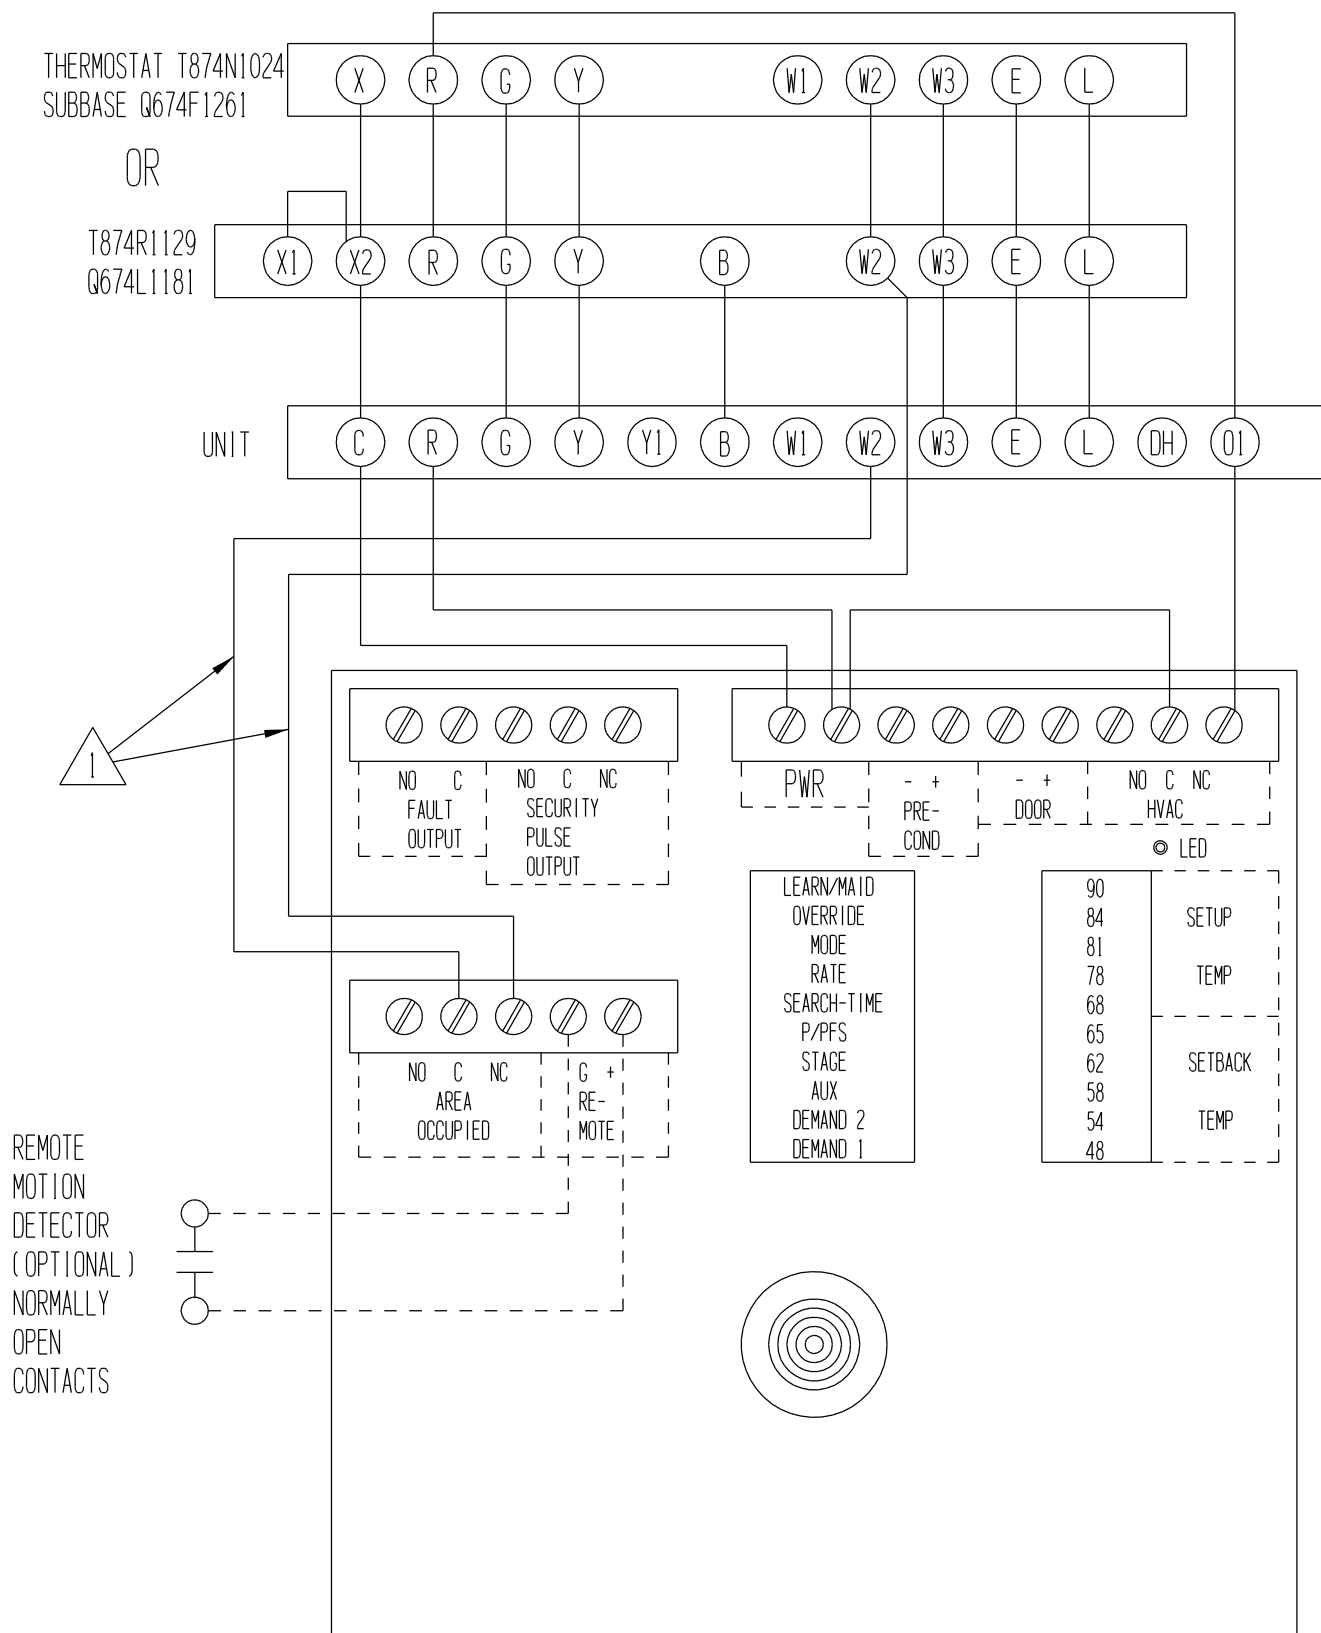 THERMOSTAT T874N1024
SUBBASE Q674F1261
X R G Y W1 W2 W3 E L
OR
T874R1129
Q674L1181
X1 X2 R G Y B W2 W3 E L
UNIT
C R G Y Y1 B W1 W2 W3 E L DH O1
1
NO C
FAULT
OUTPUT
NO C NC
SECURITY
PULSE
OUTPUT
PWR
- +
PRE-
COND
- +
DOOR
NO C NC
HVAC
LED
LEARN/MAID
OVERRIDE
MODE
RATE
SEARCH-TIME
P/PFS
STAGE
AUX
DEMAND 2
DEMAND 1
90
84
81
78
68
65
62
58
54
48
SETUP
TEMP
SETBACK
TEMP
NO C NC
AREA
OCCUPIED
G +
RE-
MOTE
REMOTE
MOTION
DETECTOR
(OPTIONAL)
NORMALLY
OPEN
CONTACTS